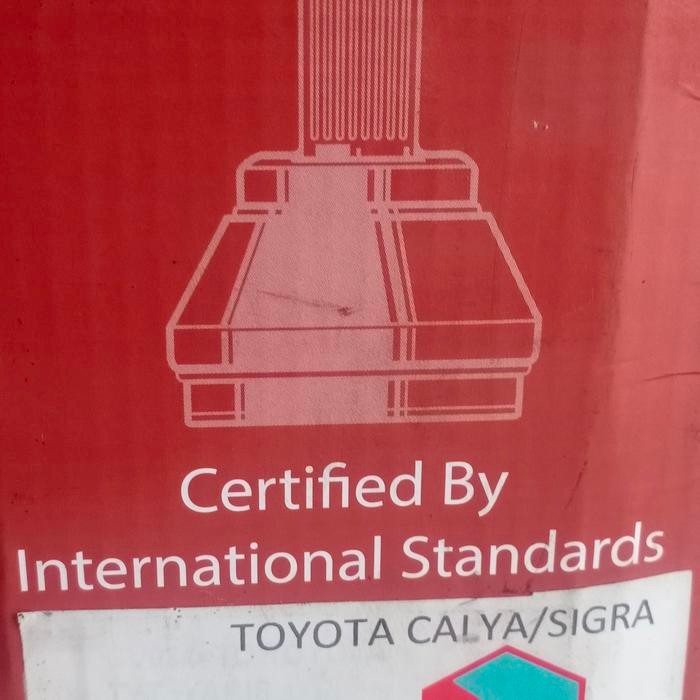 Certified By
International Standards
TOYOTA CALYA/SIGRA